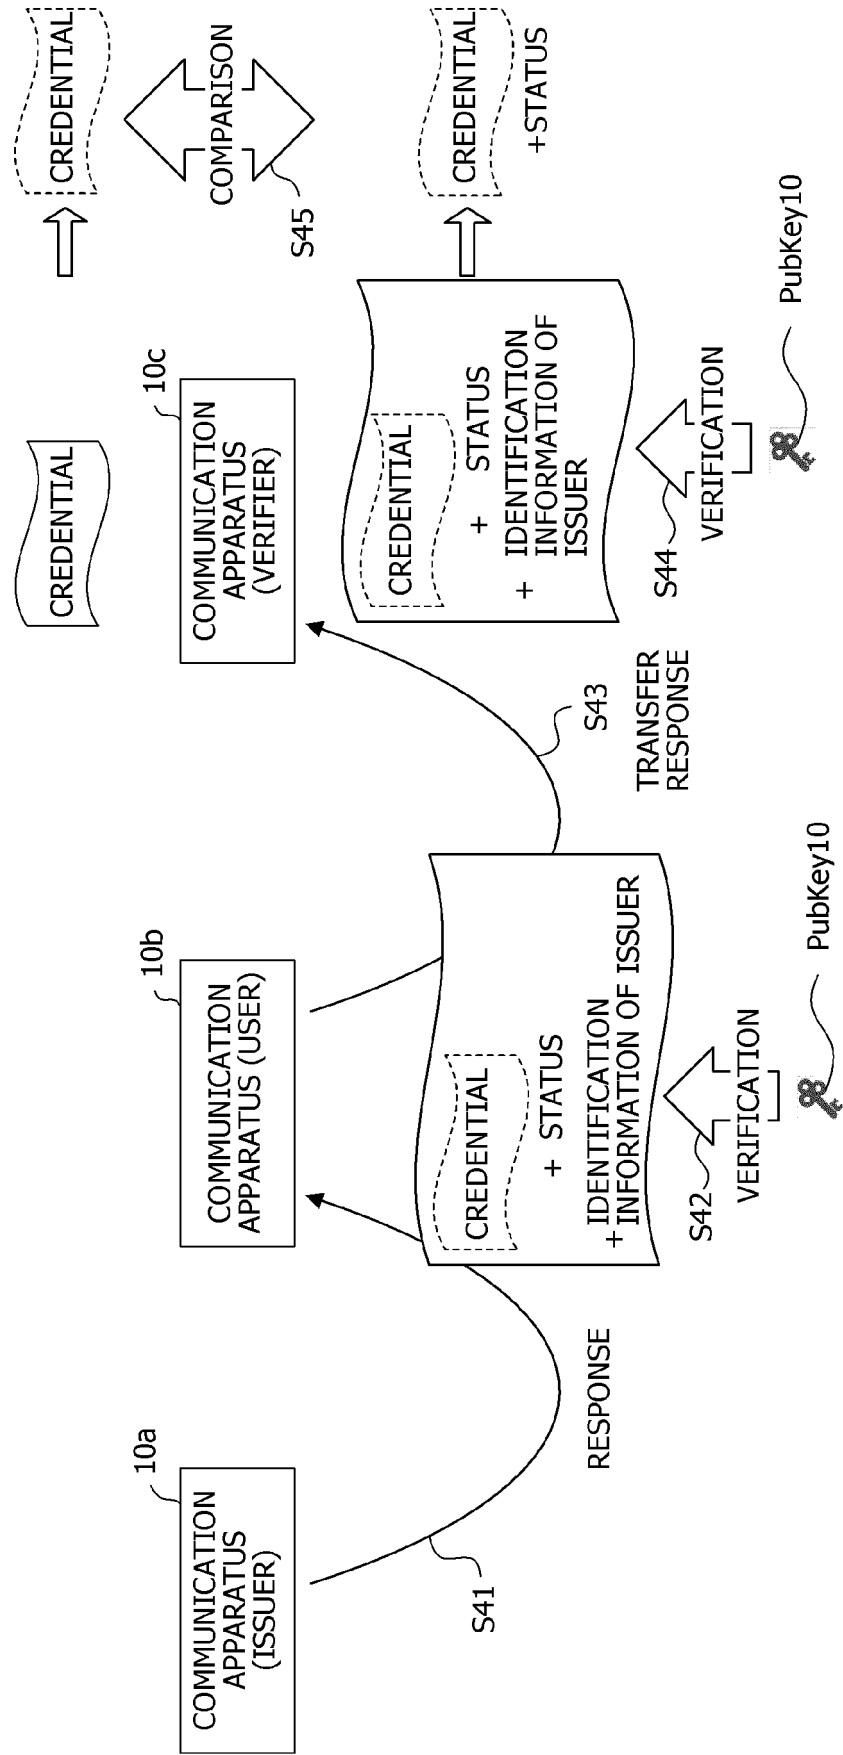 10a
COMMUNICATION
APPARATUS
(ISSUER)
S41
RESPONSE
10b
COMMUNICATION
APPARATUS (USER)
CREDENTIAL
+ STATUS
+ IDENTIFICATION
INFORMATION OF ISSUER
S42
VERIFICATION
PubKey10
S43
TRANSFER
RESPONSE
CREDENTIAL
10c
COMMUNICATION
APPARATUS
(VERIFIER)
CREDENTIAL
+ STATUS
+ IDENTIFICATION
INFORMATION OF
ISSUER
S44
VERIFICATION
PubKey10
CREDENTIAL
COMPARISON
S45
CREDENTIAL
+STATUS